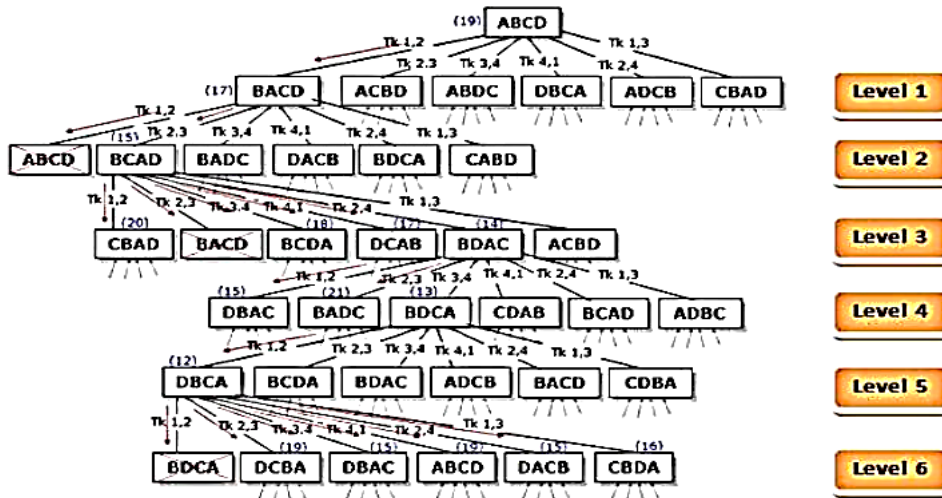 (19) ABCD
Tk 1,2 Tk 2,3 Tk 3,4 Tk 4,1 Tk 2,4 Tk 1,3
(17) BACD ACBD ABDC DBCA ADCB CBAD Level 1
Tk 1,2 (15) Tk 2,3 Tk 3,4 Tk 4,1 Tk 2,4 Tk 1,3
ABCD BCAD BADC DACB BDCA CABD Level 2
Tk 1,2 Tk 2,3 Tk 3,4 Tk 4,1 Tk 2,4 Tk 1,3
(20) (18) (17) (14)
CBAD BACD BCDA DCAB BDAC ACBD Level 3
Tk 1,2 Tk 2,3 Tk 3,4 Tk 4,1 Tk 2,4 Tk 1,3
(15) (21) (13)
DBAC BADC BDCA CDAB BCAD ADBC Level 4
Tk 1,2 Tk 2,3 Tk 3,4 Tk 4,1 Tk 2,4 Tk 1,3
(12)
DBCA BCDA BDAC ADCB BACD CDBA Level 5
Tk 1,2 Tk 2,3 Tk 3,4 Tk 4,1 Tk 2,4 Tk 1,3
(19) (15) (19) (15) (16)
BDCA DCBA DBAC ABCD DACB CBDA Level 6